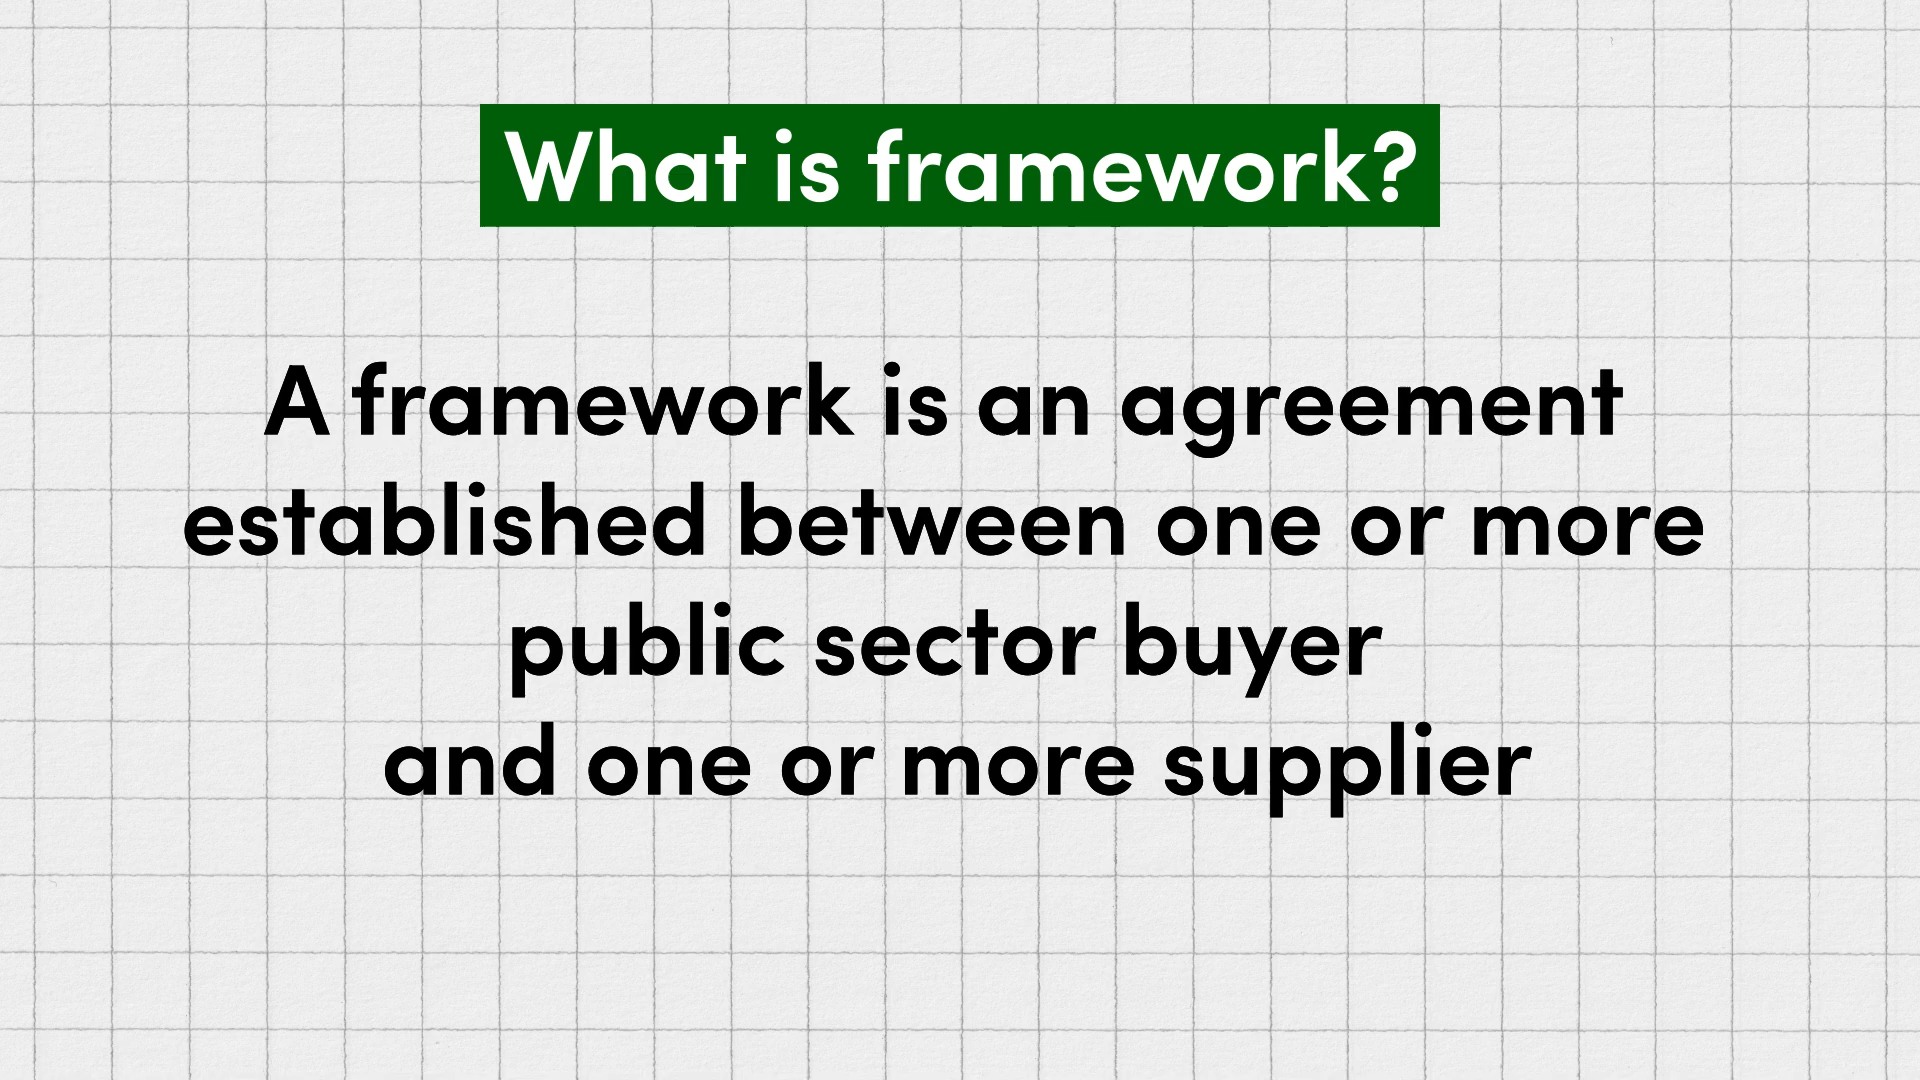 What is framework?
A framework is an agreement
established between one or more
public sector buyer
and one or more supplier